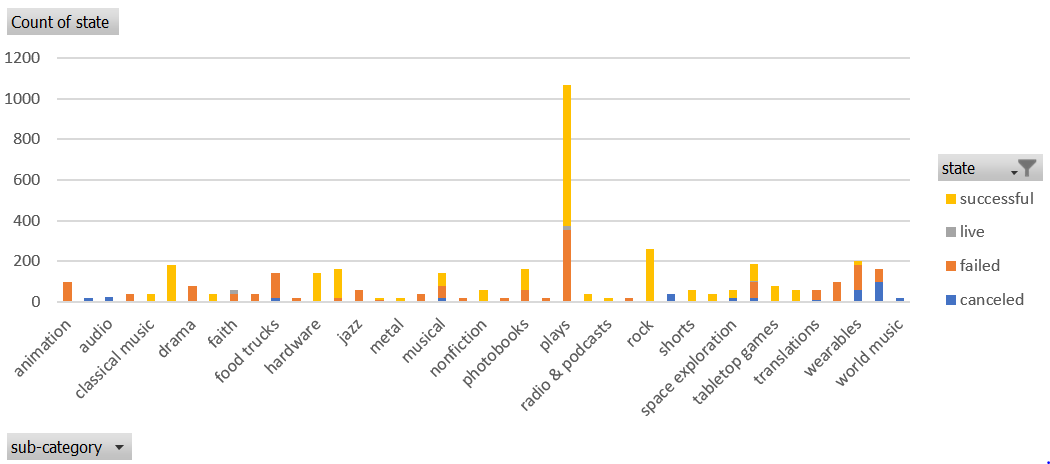 Count of state
1200
1000
800
600
400
200
0
animation
audio
classical music
drama
faith
food trucks
hardware
jazz
metal
musical
nonfiction
photobooks
plays
radio & podcasts
rock
shorts
space exploration
tabletop games
translations
wearables
world music
state
successful
live
failed
canceled
sub-category
.